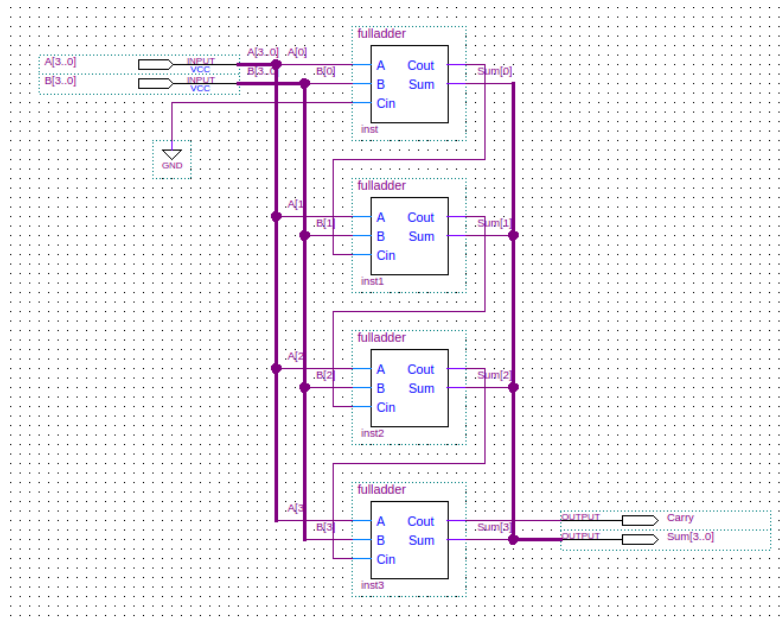 fulladder
A[3..0] A[0]
A[3..0] INPUT
VCC
A Cout Sum[0]
B[3..0] B[0]
B[3..0] INPUT
VCC
B Sum
Cin
inst
GND
fulladder
A[1]
A Cout
B[1] Sum[1]
B Sum
Cin
inst1
fulladder
A[2]
A Cout
B[2] Sum[2]
B Sum
Cin
inst2
fulladder
A[3]
A Cout OUTPUT Carry
B[3] Sum[3]
B Sum OUTPUT Sum[3..0]
Cin
inst3